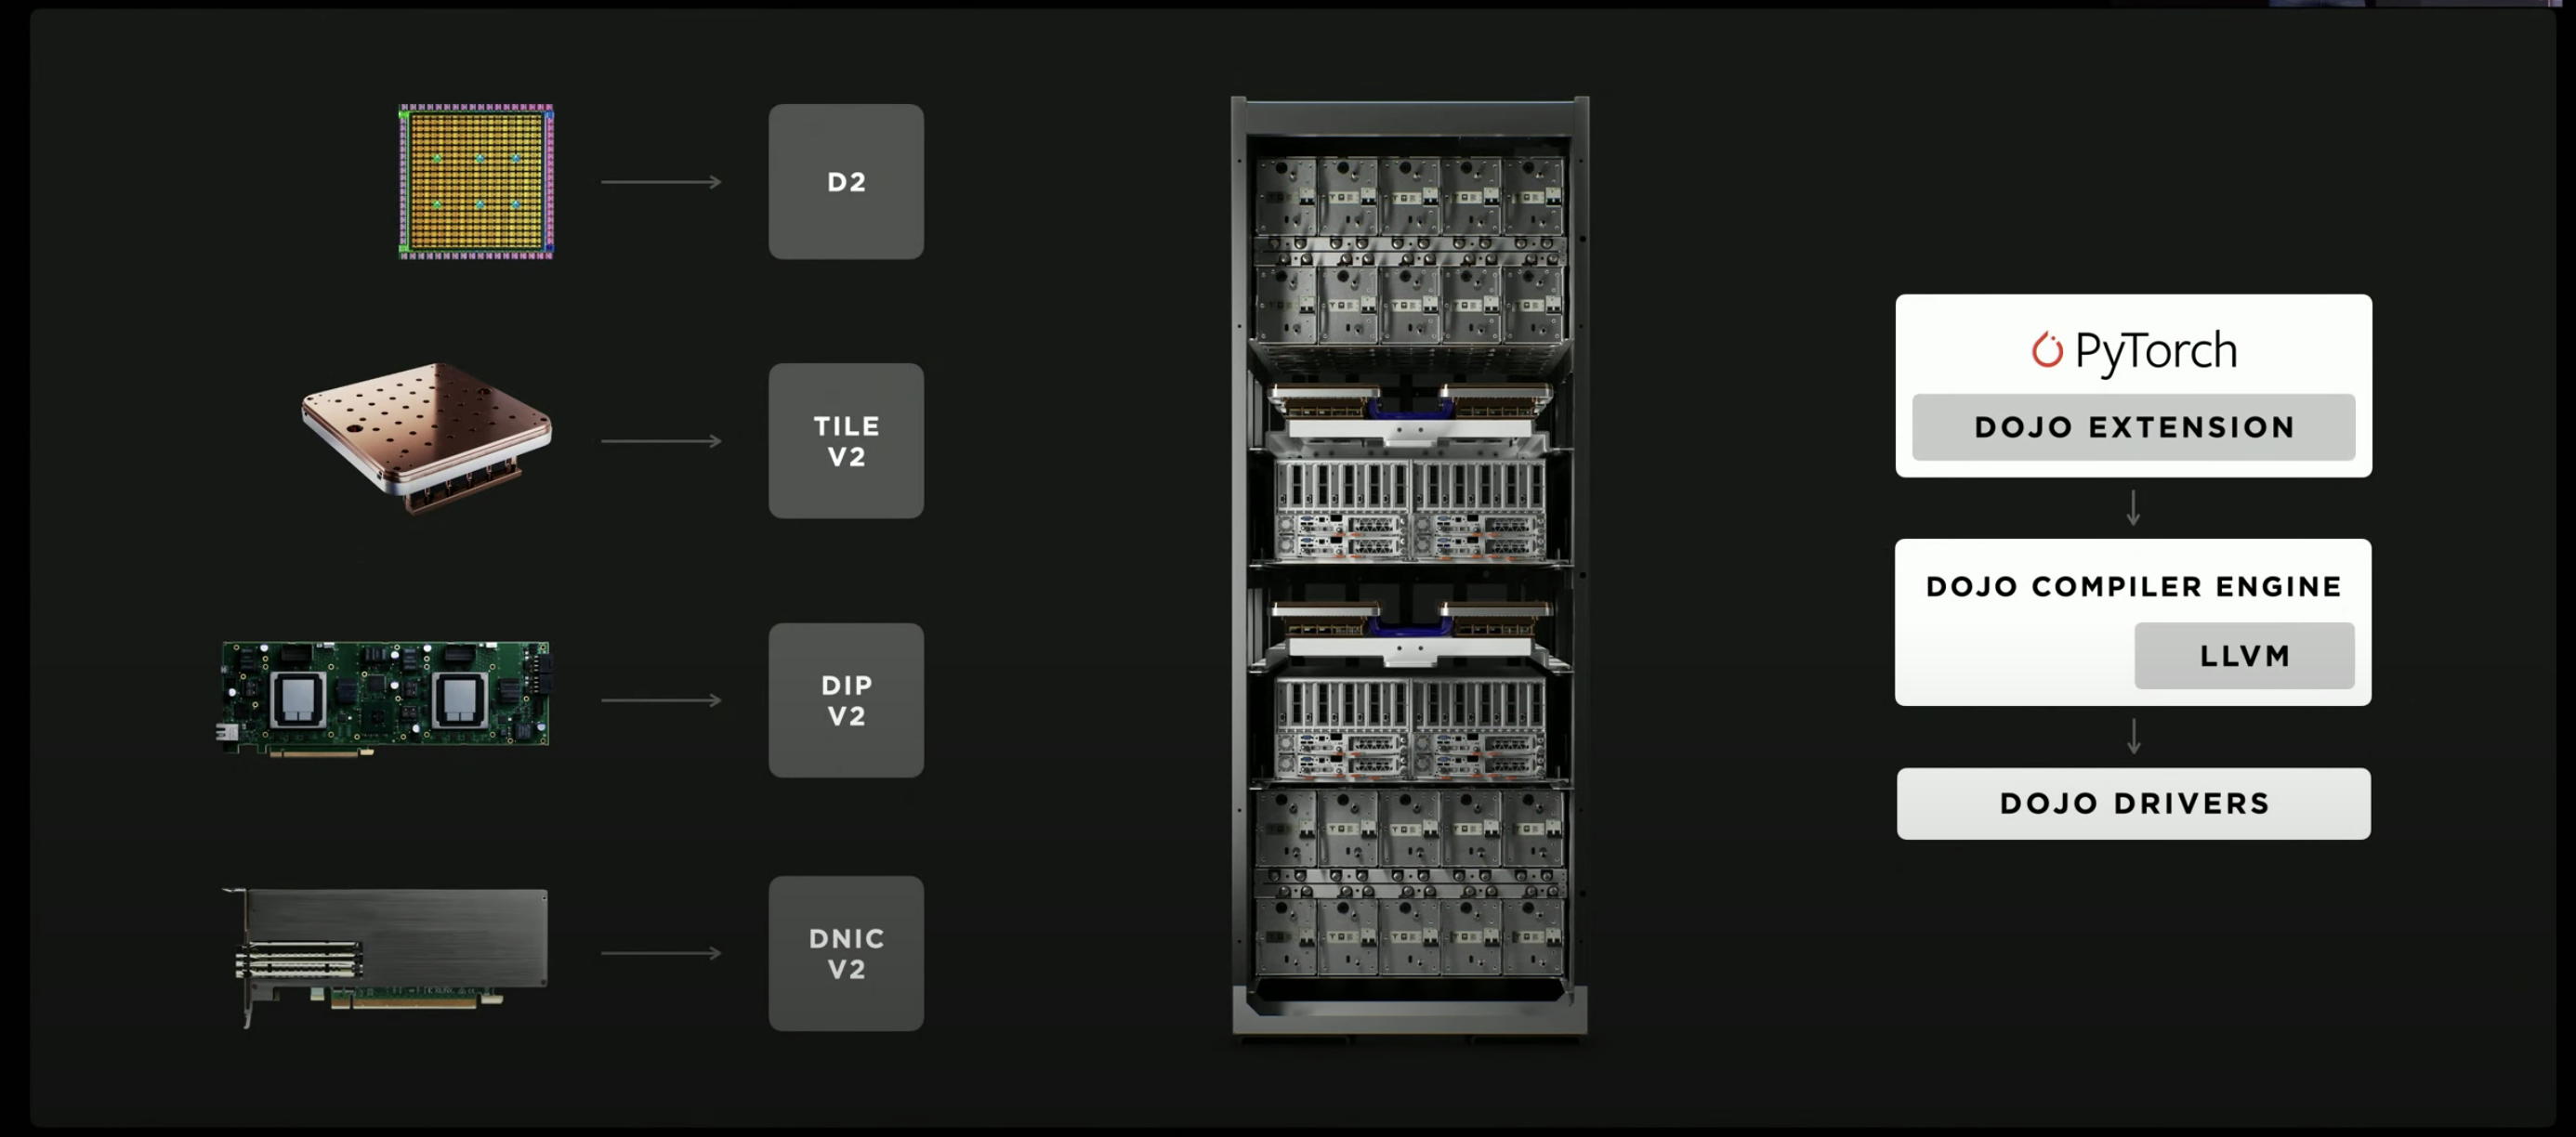 D2
TILE
V2
DIP
V2
DNIC
V2
PyTorch
DOJO EXTENSION
DOJO COMPILER ENGINE
LLVM
DOJO DRIVERS